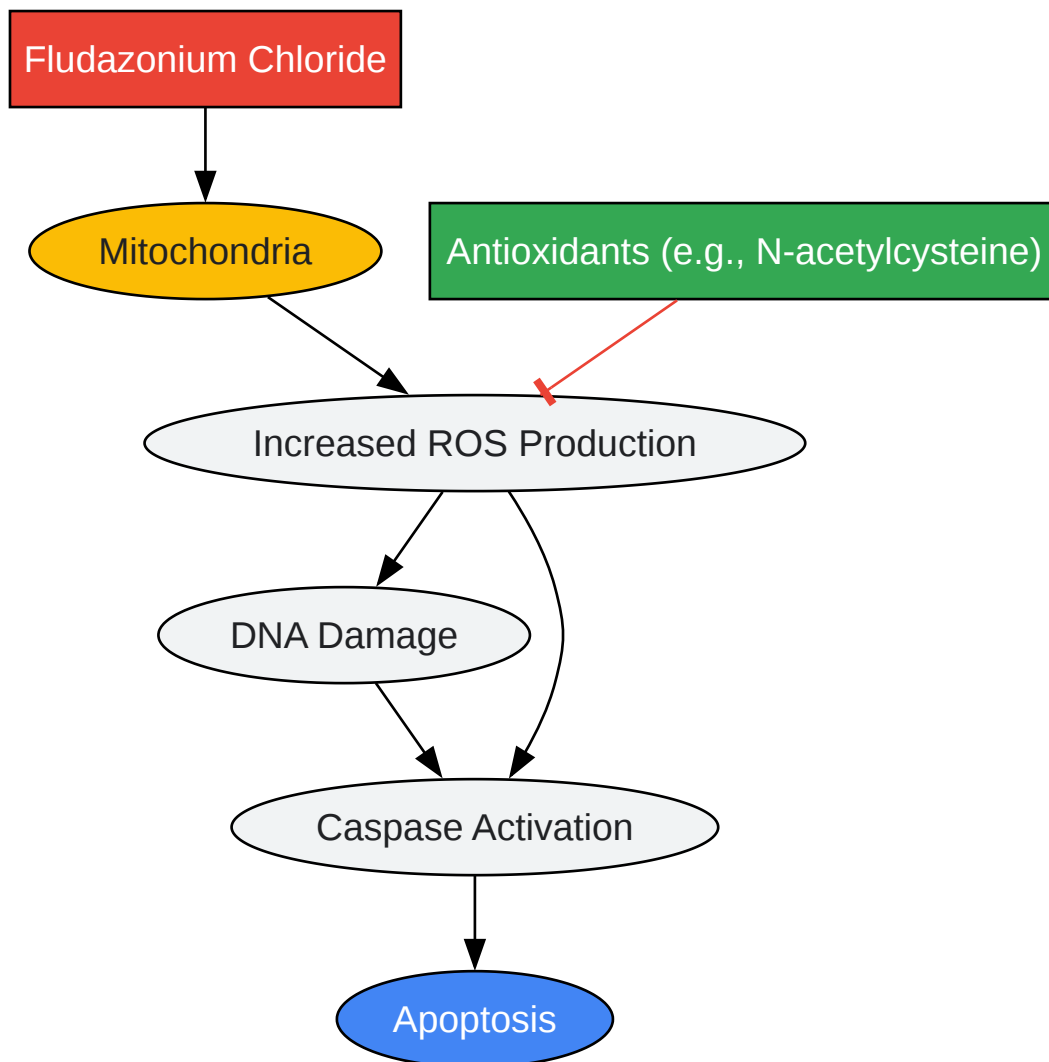 Fludazonium Chloride
Mitochondria
Antioxidants (e.g., N-acetylcysteine)
Increased ROS Production
DNA Damage
Caspase Activation
Apoptosis